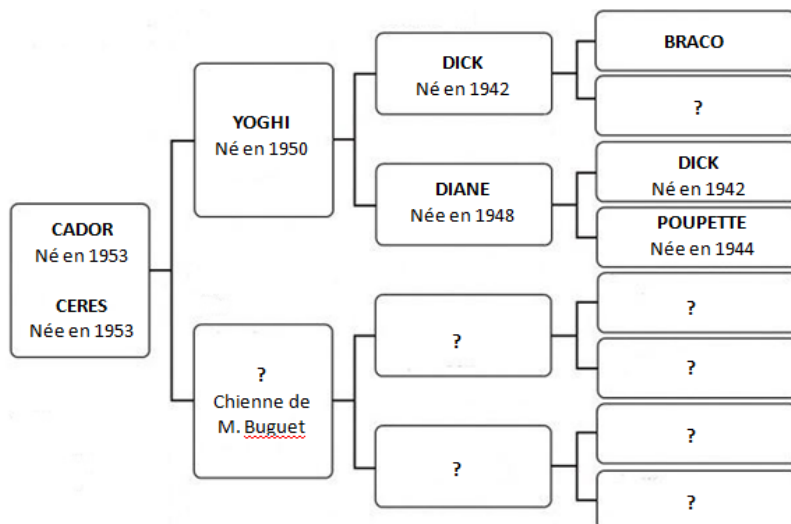 BRACO
DICK
Né en 1942
?
YOGHI
Né en 1950
DICK
Né en 1942
DIANE
Née en 1948
POUPETTE
Née en 1944
CADOR
Né en 1953
CERES
Née en 1953
?
?
?
?
Chienne de
M. Buguet
?
?
?